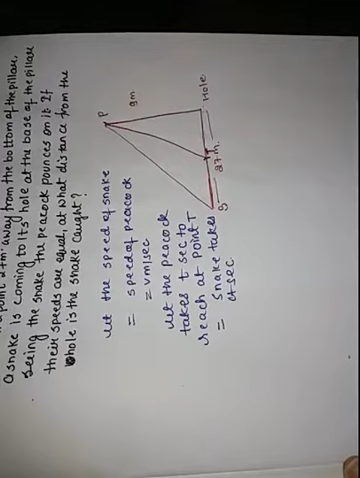 a point 27m away from the bottom of the pillar,
a snake is coming to its hole at the base of the pillar
seeing the snake the peacock pounces on it If
their speeds are equal, at what distance from the
hole is the snake caught?
P
9m
Hole
27m.
S
let the speed of snake
= speed of peacock
= vm/sec
let the peacock
takes t sec to
reach at point T
= snake takes